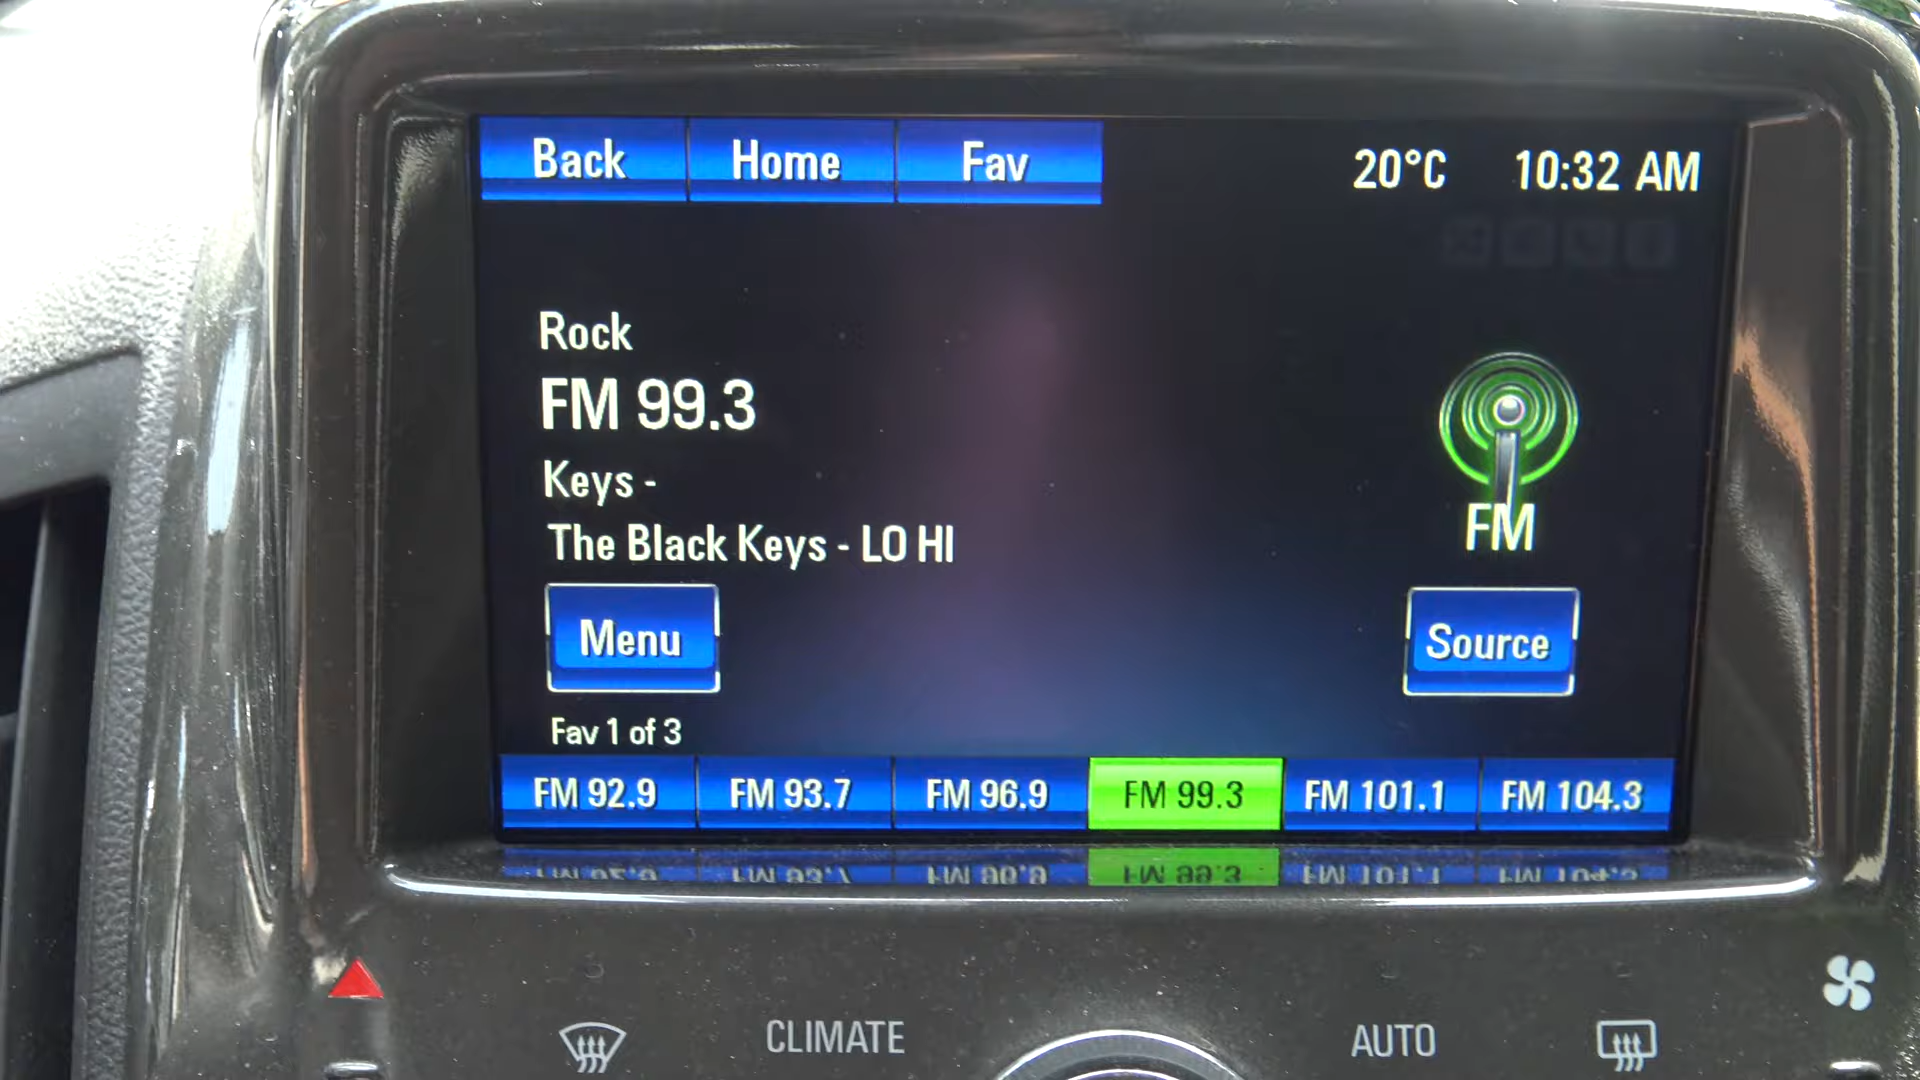 Back Home Fav 20°C 10:32 AM
Rock
FM 99.3
Keys -
The Black Keys - LO HI
FM
Menu Source
Fav 1 of 3
FM 92.9 FM 93.7 FM 96.9 FM 99.3 FM 101.1 FM 104.3
CLIMATE AUTO